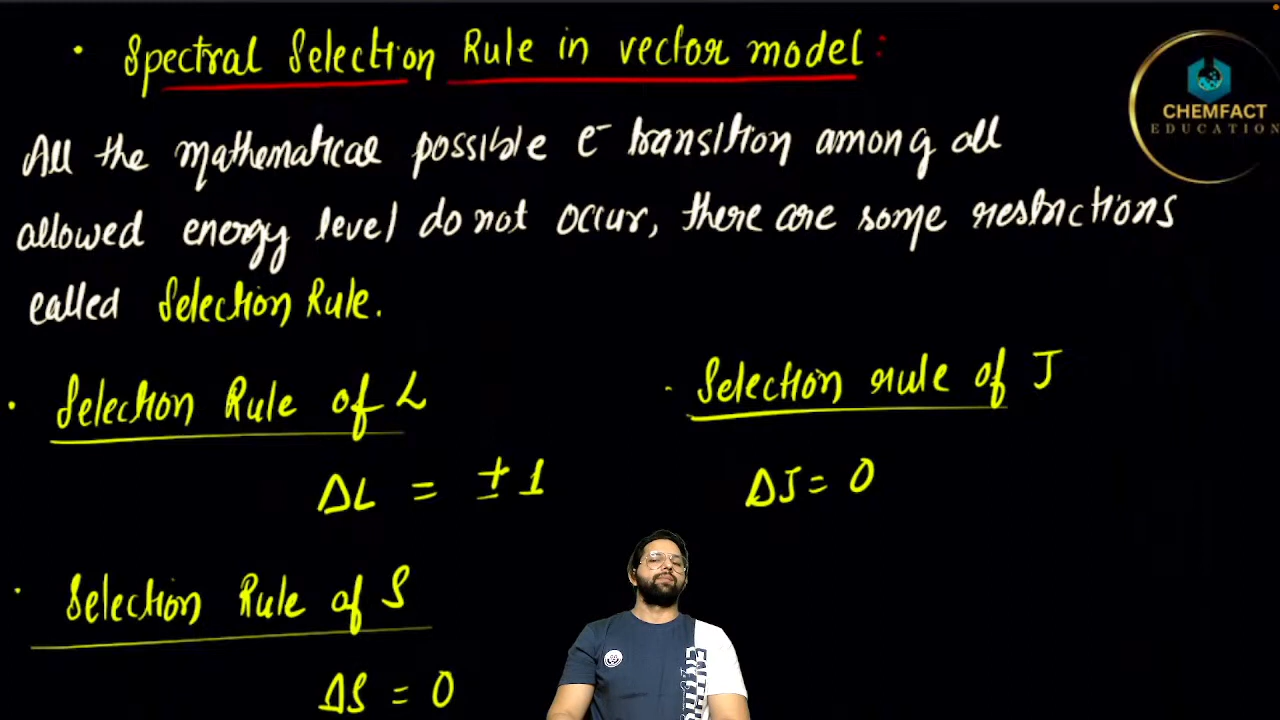 • Spectral Selection Rule in vector model:
CHEMFACT
EDUCATION
All the mathematical possible e⁻ transition among all
allowed energy level do not occur, there are some restrictions
called Selection Rule.
• Selection Rule of L
ΔL = ±1
• Selection rule of J
ΔJ = 0
• Selection Rule of S
ΔS = 0